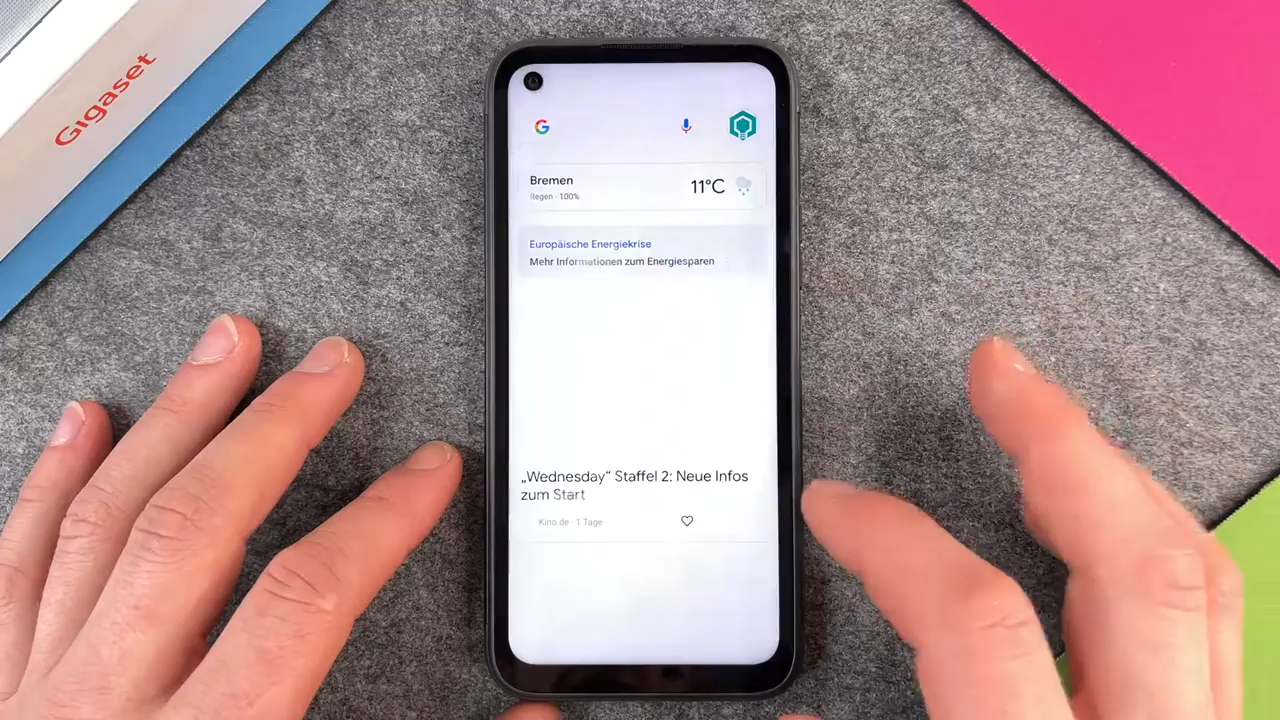 Gigaset
Bremen
11°C
Regen · 100%
Europäische Energiekrise
Mehr Informationen zum Energiesparen
„Wednesday“ Staffel 2: Neue Infos
zum Start
Kino.de · 1 Tage